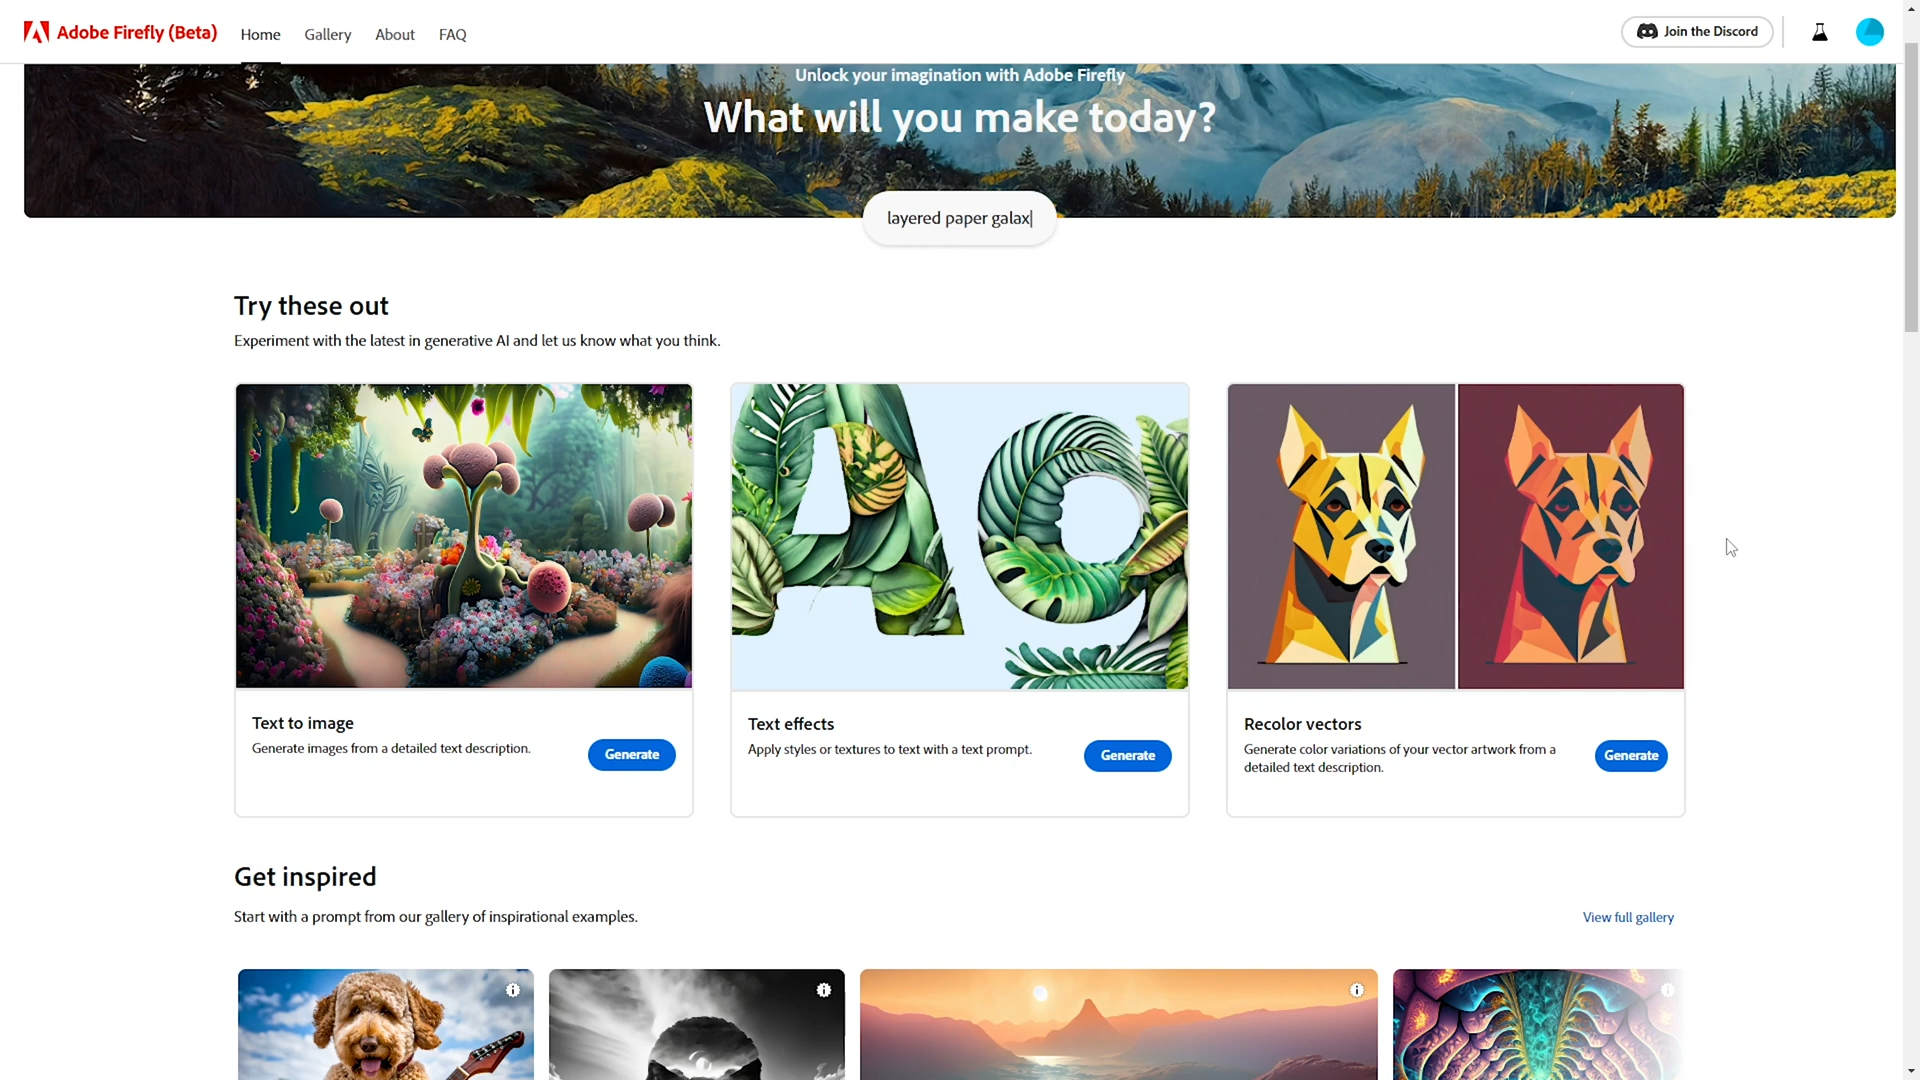 Adobe Firefly (Beta)
Home
Gallery
About
FAQ
Join the Discord
Unlock your imagination with Adobe Firefly
What will you make today?
layered paper galax
Try these out
Experiment with the latest in generative AI and let us know what you think.
Ag
Text to image
Generate images from a detailed text description.
Generate
Text effects
Apply styles or textures to text with a text prompt.
Generate
Recolor vectors
Generate color variations of your vector artwork from a
detailed text description.
Generate
Get inspired
Start with a prompt from our gallery of inspirational examples.
View full gallery